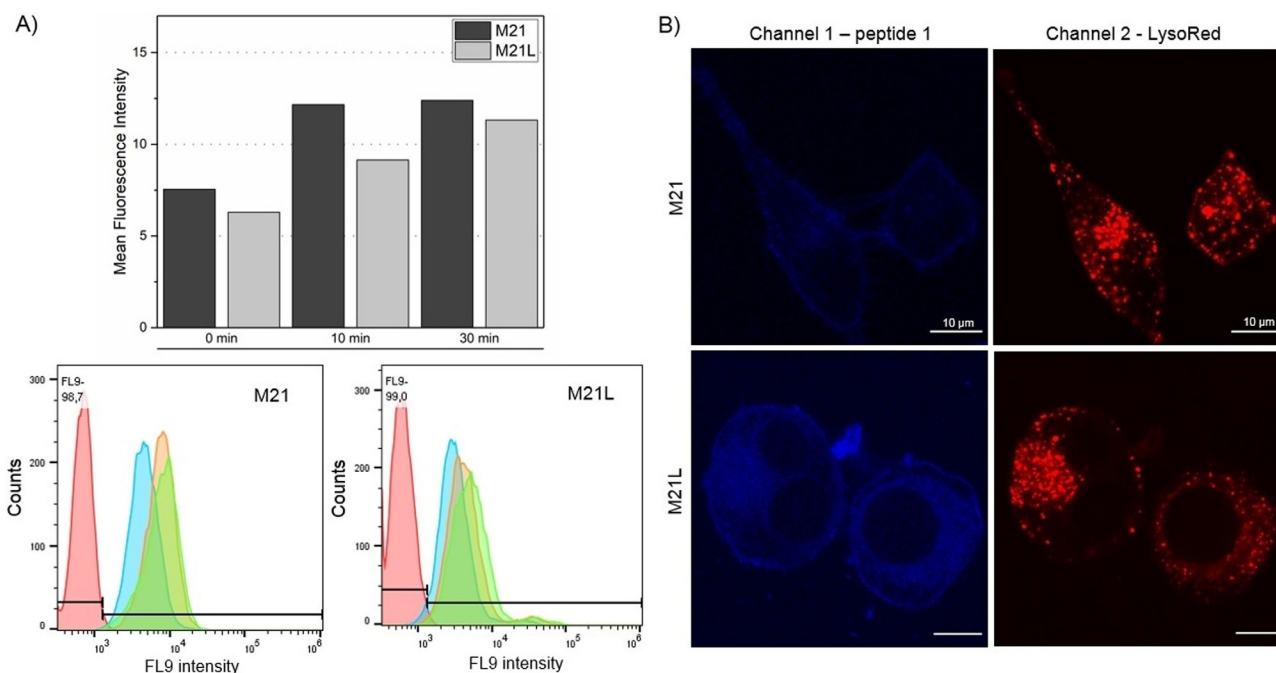 A)
M21
M21L
15
10
5
0
Mean Fluorescence Intensity
0 min 10 min 30 min
B)
Channel 1 – peptide 1 Channel 2 - LysoRed
M21
10 µm 10 µm
M21L
FL9-
98,7
M21
300
200
100
0
Counts
10³ 10⁴ 10⁵ 10⁶
FL9 intensity
FL9-
99,0
M21L
300
200
100
0
Counts
10³ 10⁴ 10⁵ 10⁶
FL9 intensity